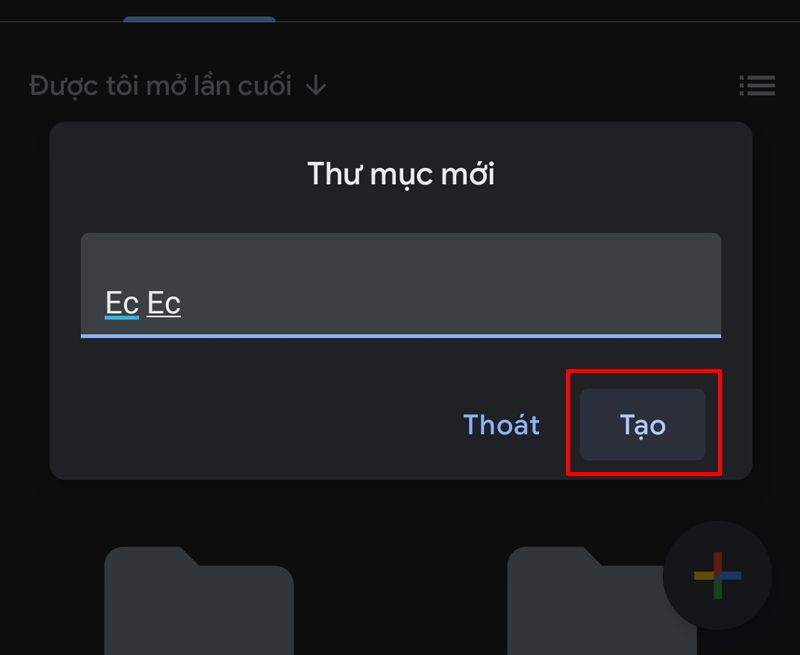 Được tôi mở lần cuối ↓
Thư mục mới
Ec Ec
Thoát
Tạo